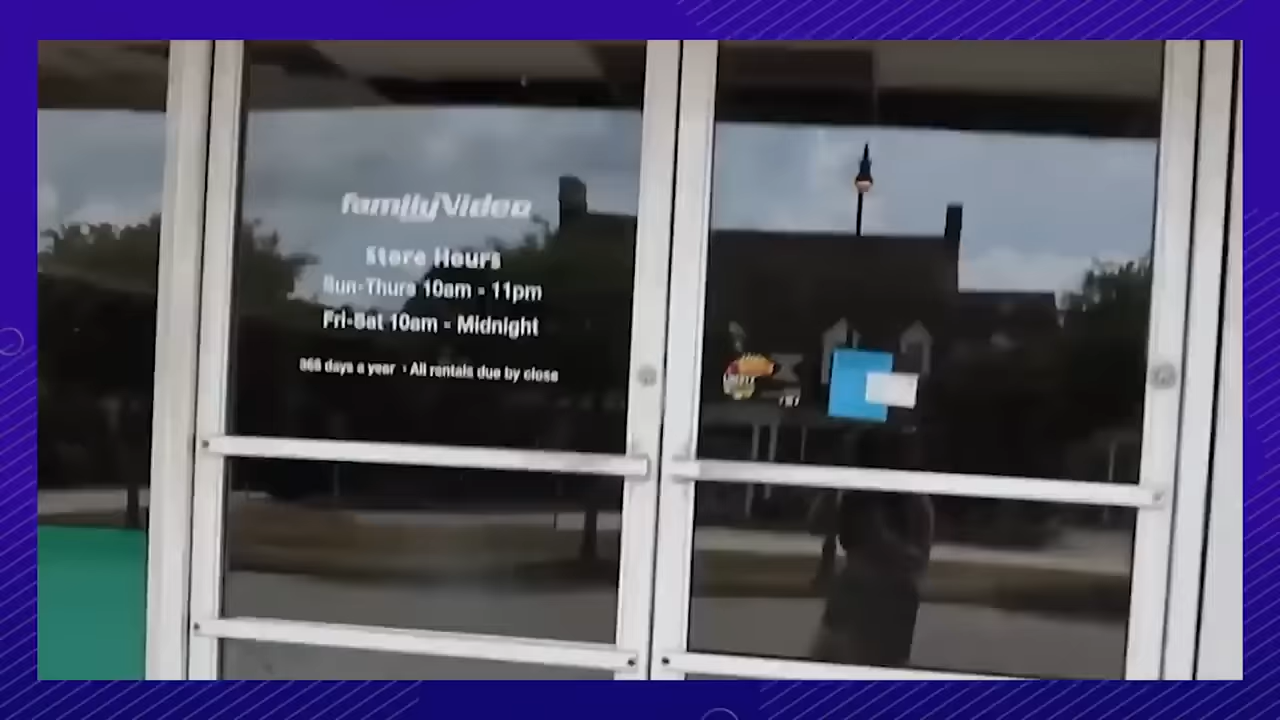 familyVideo
Store Hours
Sun-Thurs 10am - 11pm
Fri-Sat 10am - Midnight
365 days a year · All rentals due by close